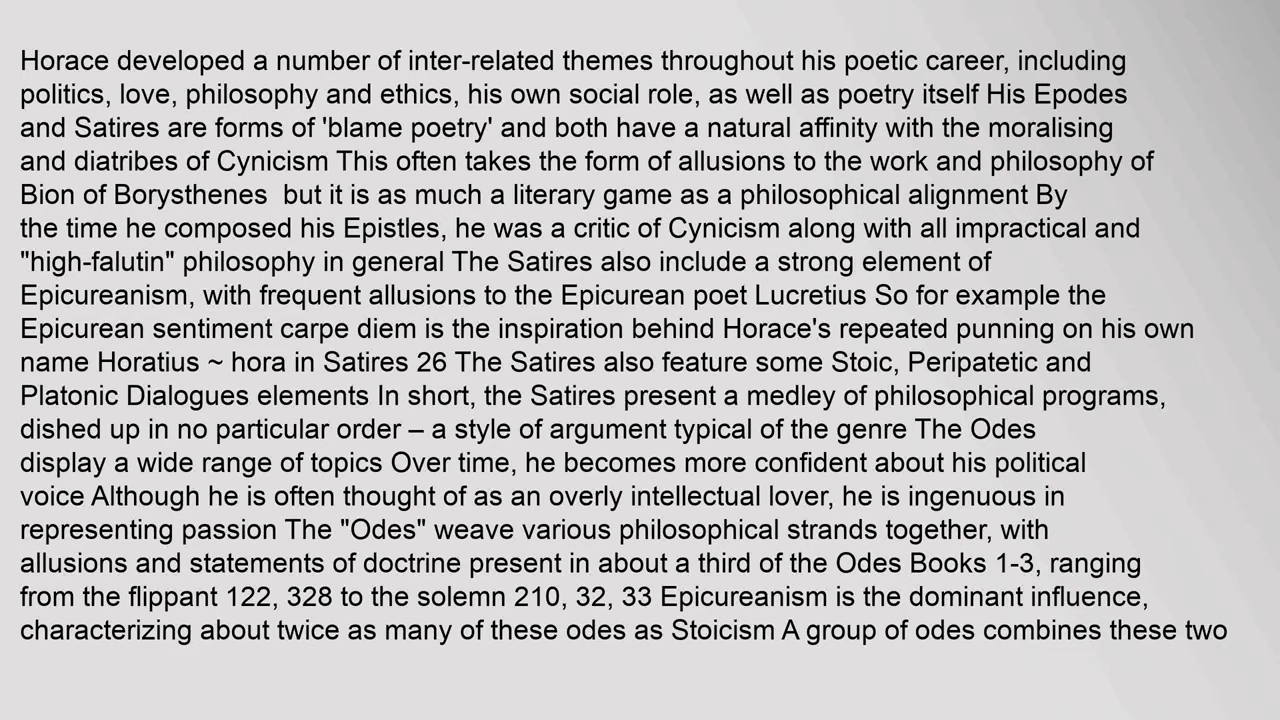 Horace developed a number of inter-related themes throughout his poetic career, including
politics, love, philosophy and ethics, his own social role, as well as poetry itself His Epodes
and Satires are forms of 'blame poetry' and both have a natural affinity with the moralising
and diatribes of Cynicism This often takes the form of allusions to the work and philosophy of
Bion of Borysthenes  but it is as much a literary game as a philosophical alignment By
the time he composed his Epistles, he was a critic of Cynicism along with all impractical and
"high-falutin" philosophy in general The Satires also include a strong element of
Epicureanism, with frequent allusions to the Epicurean poet Lucretius So for example the
Epicurean sentiment carpe diem is the inspiration behind Horace's repeated punning on his own
name Horatius ~ hora in Satires 26 The Satires also feature some Stoic, Peripatetic and
Platonic Dialogues elements In short, the Satires present a medley of philosophical programs,
dished up in no particular order – a style of argument typical of the genre The Odes
display a wide range of topics Over time, he becomes more confident about his political
voice Although he is often thought of as an overly intellectual lover, he is ingenuous in
representing passion The "Odes" weave various philosophical strands together, with
allusions and statements of doctrine present in about a third of the Odes Books 1-3, ranging
from the flippant 122, 328 to the solemn 210, 32, 33 Epicureanism is the dominant influence,
characterizing about twice as many of these odes as Stoicism A group of odes combines these two